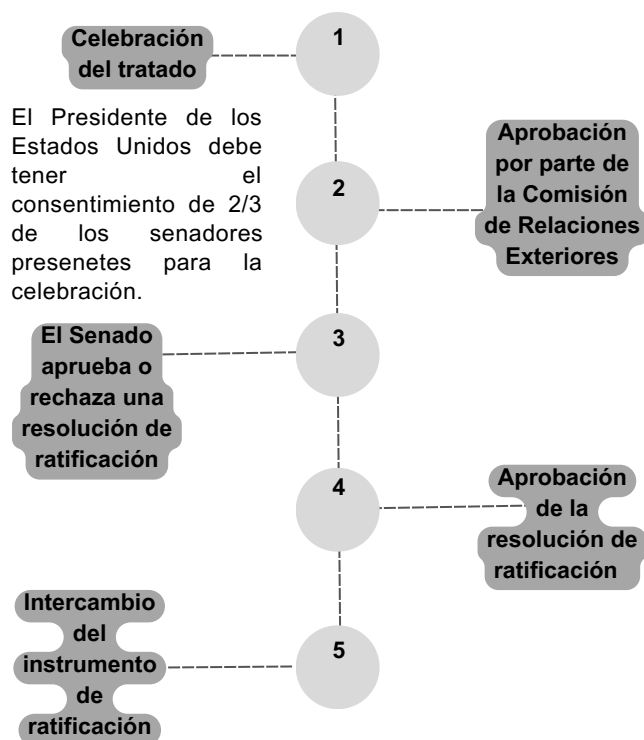 1
Celebración
del tratado
El Presidente de los
Estados Unidos debe
tener el
consentimiento de 2/3
de los senadores
presenetes para la
celebración.
2
Aprobación
por parte de
la Comisión
de Relaciones
Exteriores
3
El Senado
aprueba o
rechaza una
resolución de
ratificación
4
Aprobación
de la
resolución de
ratificación
5
Intercambio
del
instrumento
de
ratificación